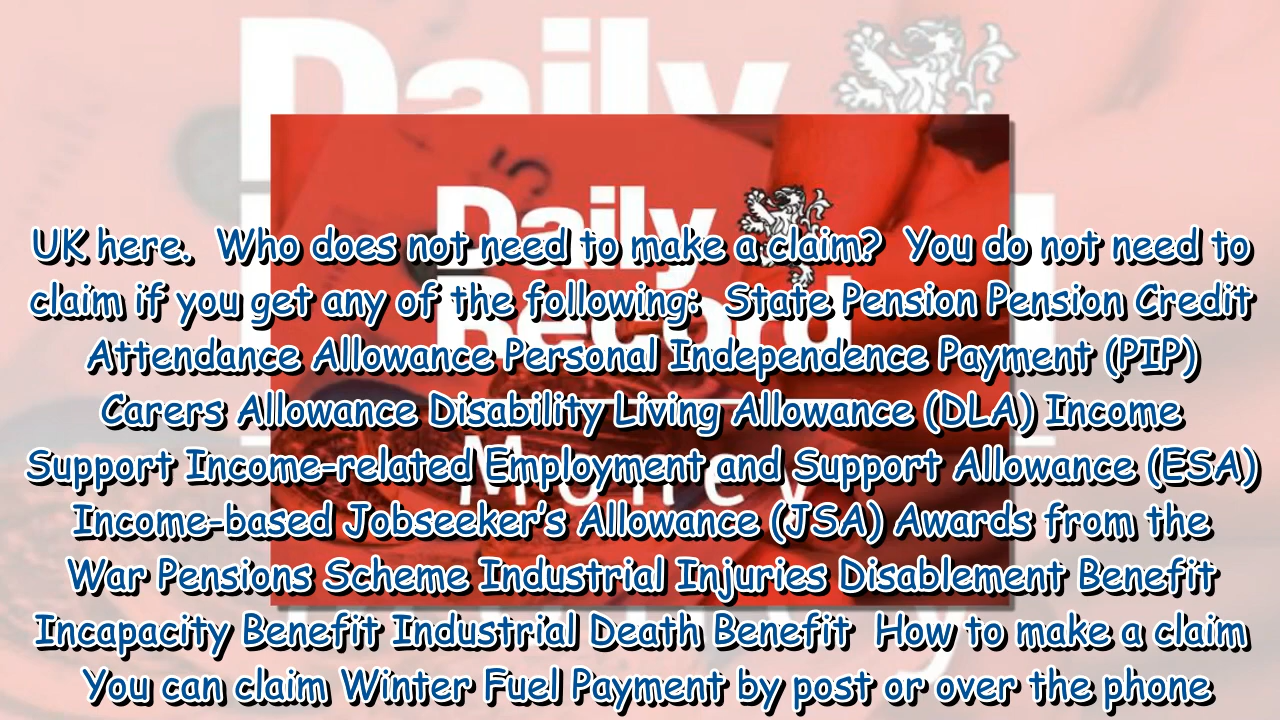 Daily
Daily
Record
Money
UK here. Who does not need to make a claim? You do not need to
claim if you get any of the following: State Pension Pension Credit
Attendance Allowance Personal Independence Payment (PIP)
Carers Allowance Disability Living Allowance (DLA) Income
Support Income-related Employment and Support Allowance (ESA)
Income-based Jobseeker’s Allowance (JSA) Awards from the
War Pensions Scheme Industrial Injuries Disablement Benefit
Incapacity Benefit Industrial Death Benefit How to make a claim
You can claim Winter Fuel Payment by post or over the phone